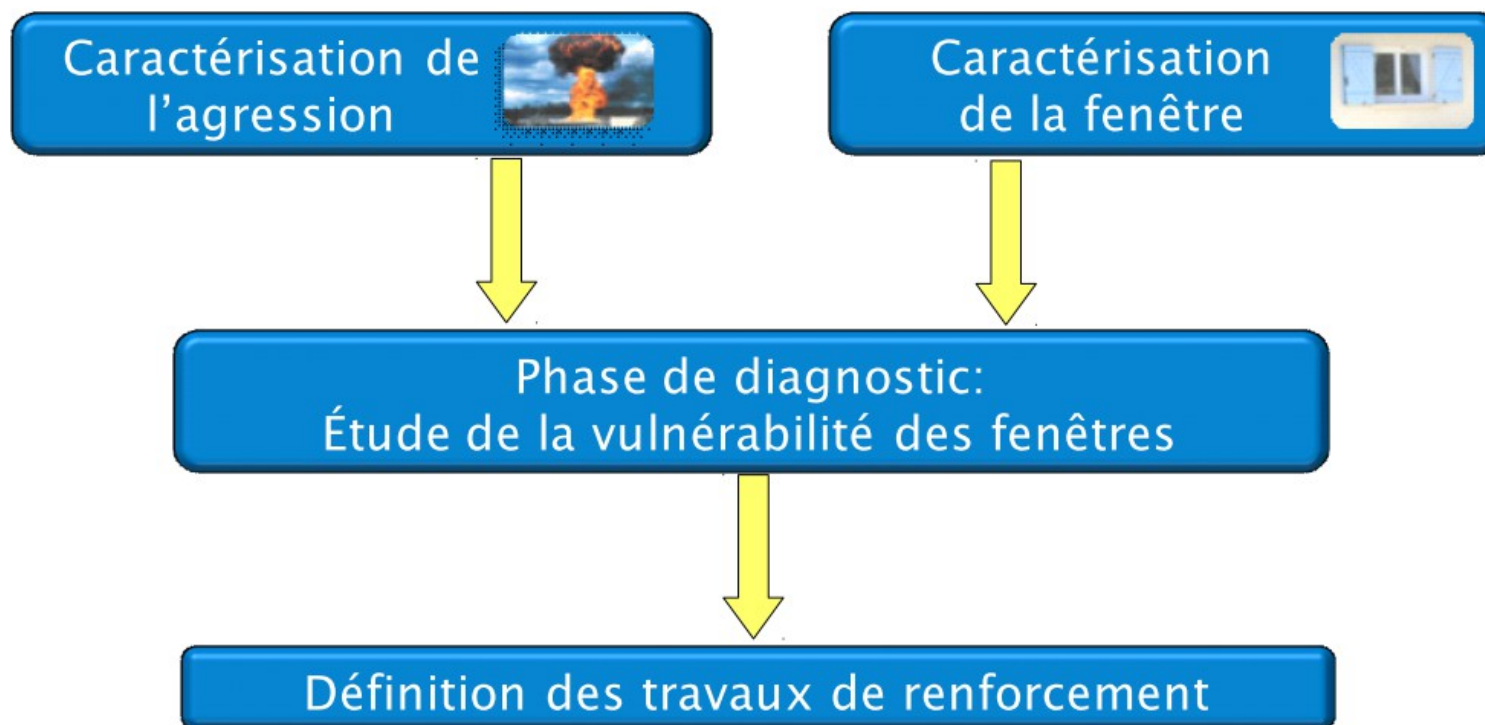 Caractérisation de
l’agression
Caractérisation
de la fenêtre
Phase de diagnostic:
Étude de la vulnérabilité des fenêtres
Définition des travaux de renforcement